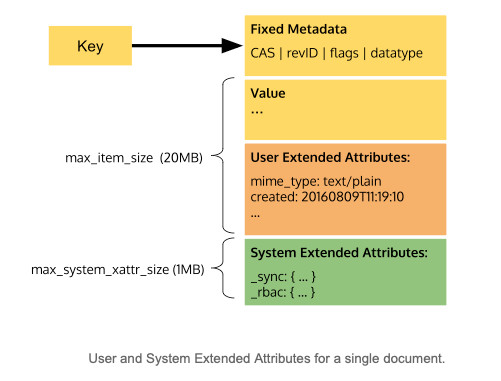 Key
Fixed Metadata
CAS | revID | flags | datatype
Value
...
max_item_size (20MB)
User Extended Attributes:
mime_type: text/plain
created: 20160809T11:19:10
...
max_system_xattr_size (1MB)
System Extended Attributes:
_sync: { ... }
_rbac: { ... }
User and System Extended Attributes for a single document.